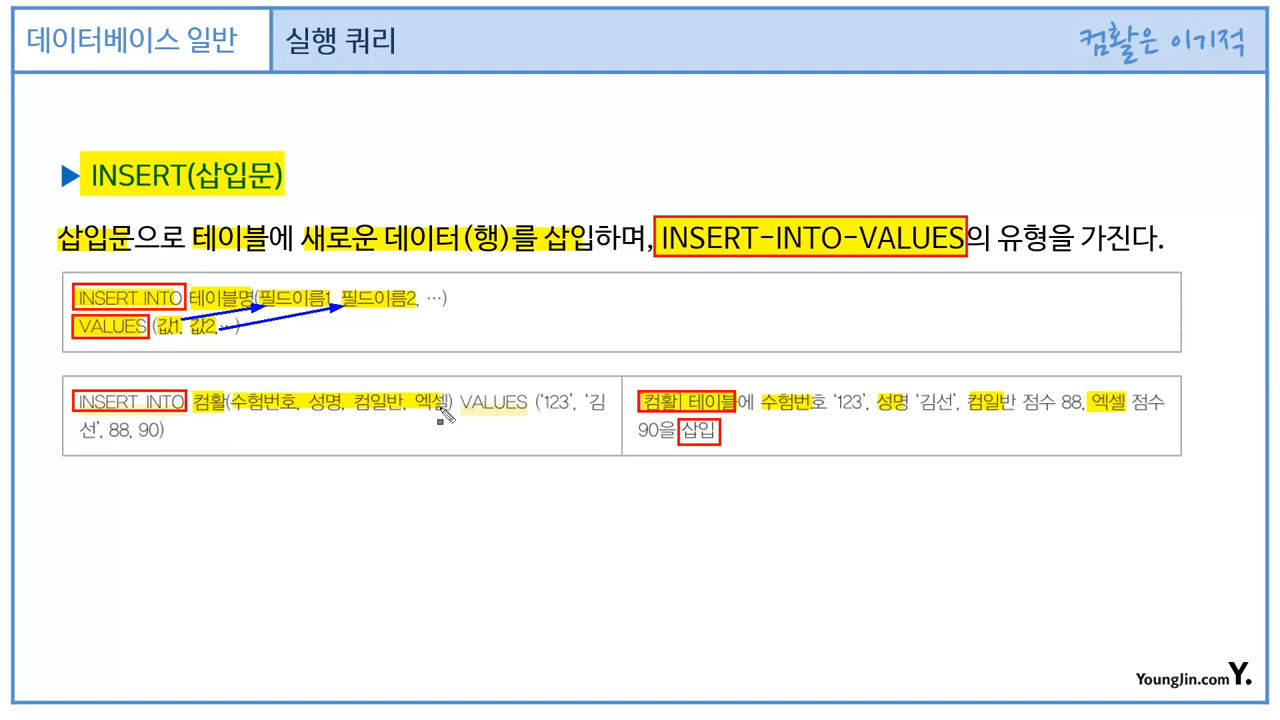 데이터베이스 일반
실행 쿼리
컴활은 이기적
▶ INSERT(삽입문)
삽입문으로 테이블에 새로운 데이터(행)를 삽입하며, INSERT-INTO-VALUES의 유형을 가진다.
INSERT INTO 테이블명(필드이름1, 필드이름2, …)
VALUES (값1, 값2,…)
INSERT INTO 컴활(수험번호, 성명, 컴일반, 엑셀) VALUES (‘123’, ‘김
선’, 88, 90)
[컴활] 테이블에 수험번호 ‘123’, 성명 ‘김선’, 컴일반 점수 88, 엑셀 점수
90을 삽입
YoungJin.com Y.